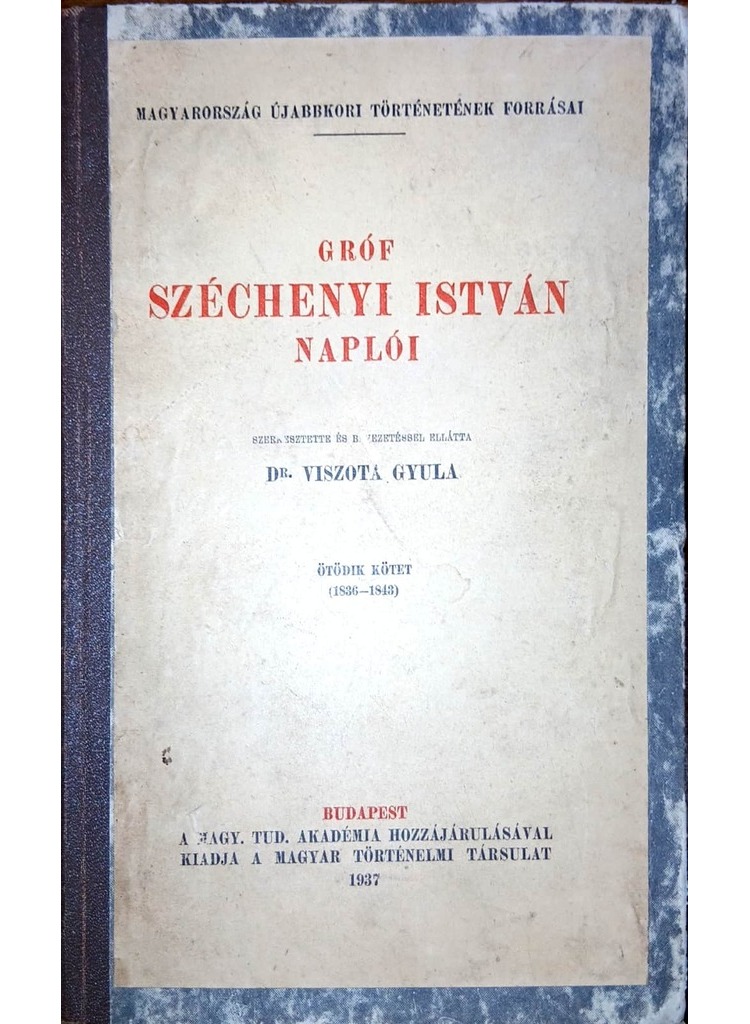 MAGYARORSZÁG ÚJABBKORI TÖRTÉNETÉNEK FORRÁSAI
GRÓF
SZÉCHENYI ISTVÁN
NAPLÓI
SZERKESZTETTE ÉS BEVEZETÉSSEL ELLÁTTA
DR. VISZOTA GYULA
ÖTÖDIK KÖTET
(1836—1843)
BUDAPEST
A MAGY. TUD. AKADÉMIA HOZZÁJÁRULÁSÁVAL
KIADJA A MAGYAR TÖRTÉNELMI TÁRSULAT
1937